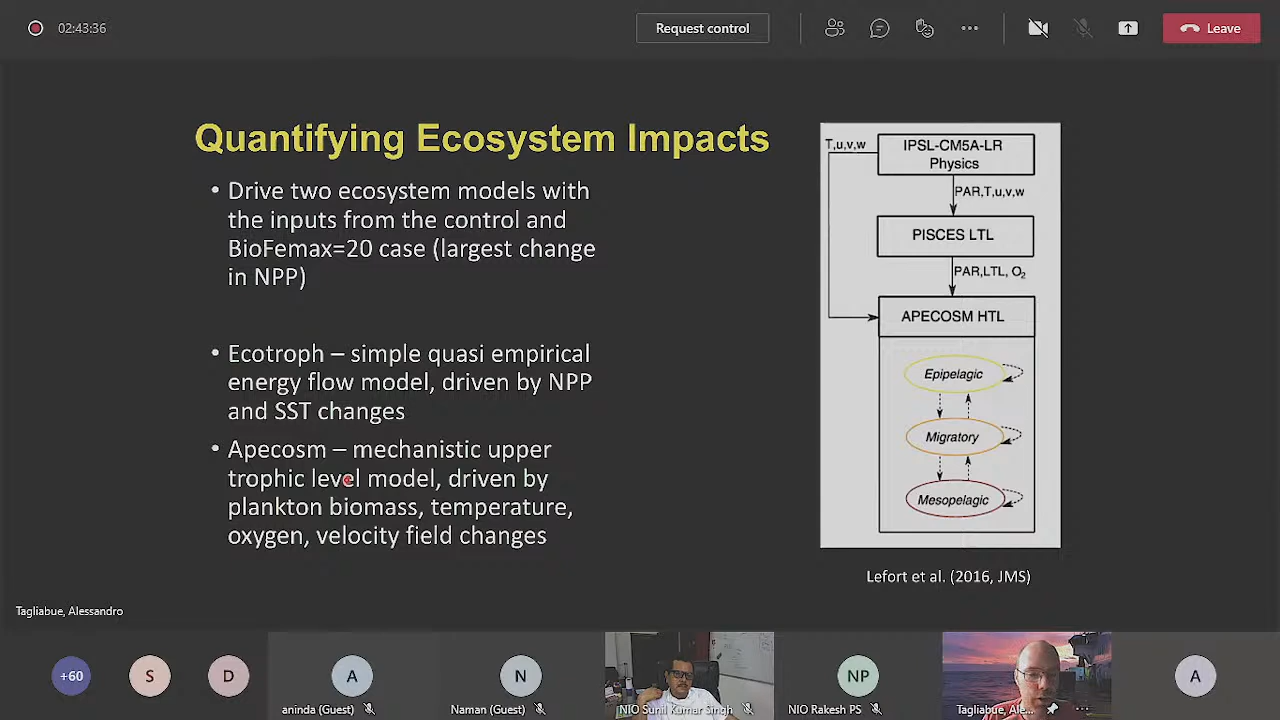 02:43:36
Request control
Leave
Quantifying Ecosystem Impacts
• Drive two ecosystem models with
the inputs from the control and
BioFemax=20 case (largest change
in NPP)
• Ecotroph – simple quasi empirical
energy flow model, driven by NPP
and SST changes
• Apecosm – mechanistic upper
trophic level model, driven by
plankton biomass, temperature,
oxygen, velocity field changes
T,u,v,w
IPSL-CM5A-LR
Physics
PAR,T,u,v,w
PISCES LTL
PAR,LTL, O₂
APECOSM HTL
Epipelagic
Migratory
Mesopelagic
Lefort et al. (2016, JMS)
Tagliabue, Alessandro
+60
S
D
A
aninda (Guest)
N
Naman (Guest)
NIO Sunil Kumar Singh
NP
NIO Rakesh PS
Tagliabue, Ale...
A